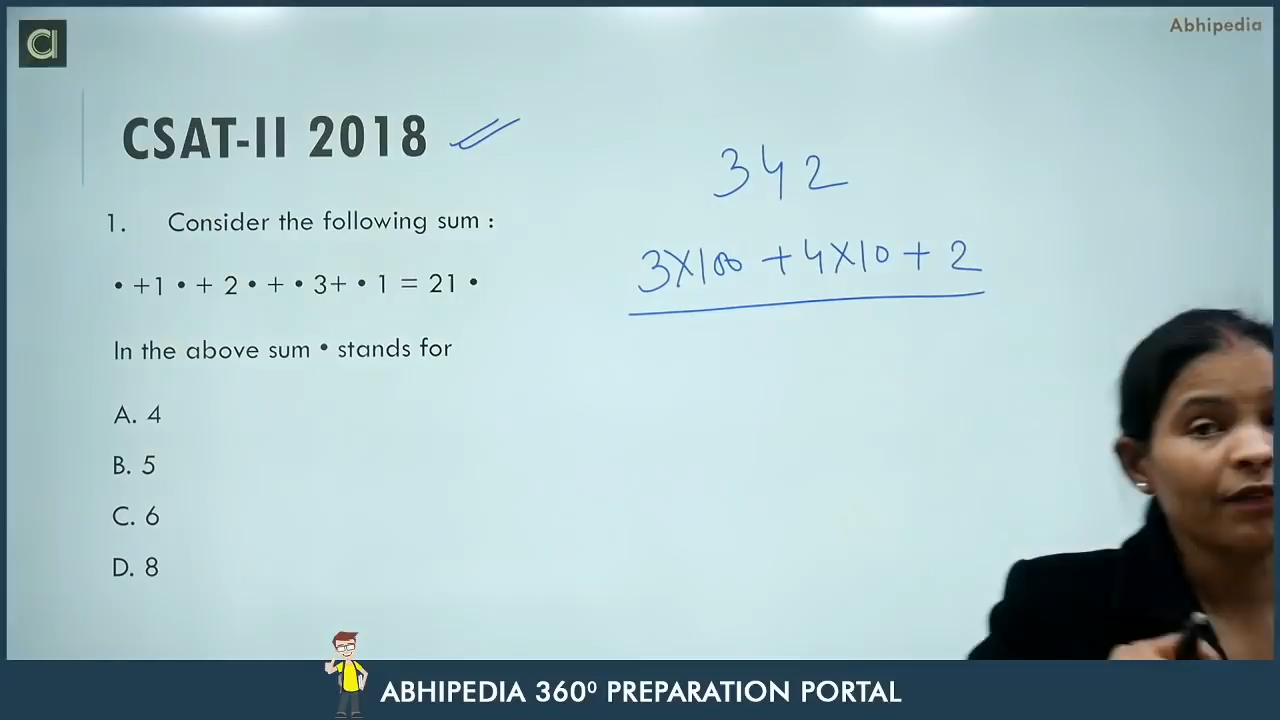 Abhipedia
CSAT-II 2018
342
1. Consider the following sum :
3X100 + 4X10 + 2
• +1 • + 2 • + • 3+ • 1 = 21 •
In the above sum • stands for
A. 4
B. 5
C. 6
D. 8
ABHIPEDIA 360⁰ PREPARATION PORTAL